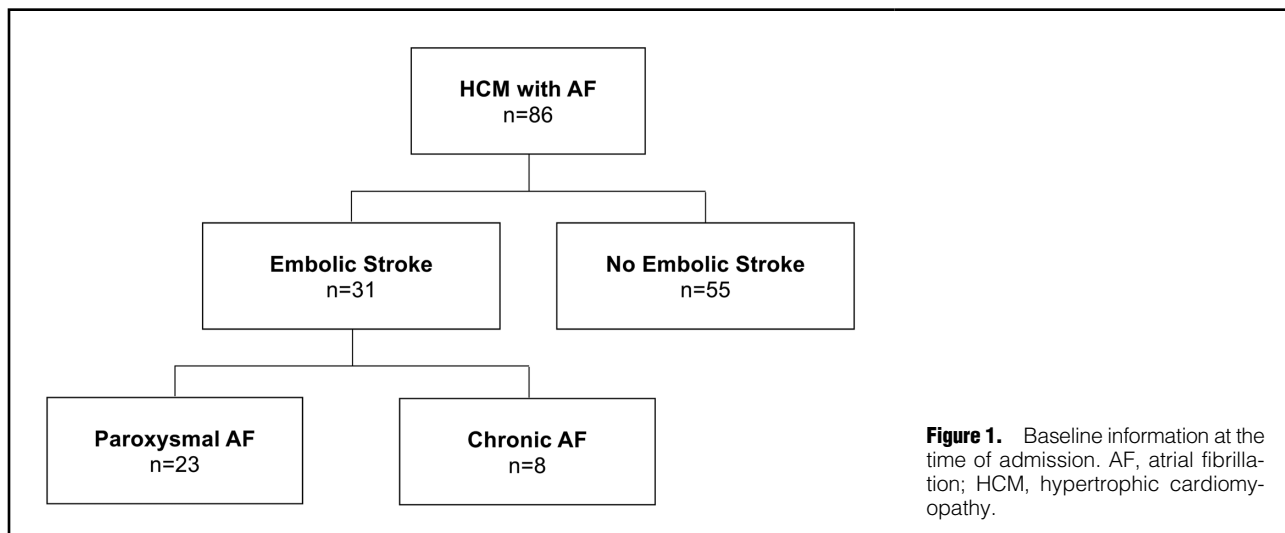 HCM with AF
n=86
Embolic Stroke
n=31
No Embolic Stroke
n=55
Paroxysmal AF
n=23
Chronic AF
n=8
Figure 1. Baseline information at the
time of admission. AF, atrial fibrilla-
tion; HCM, hypertrophic cardiomy-
opathy.